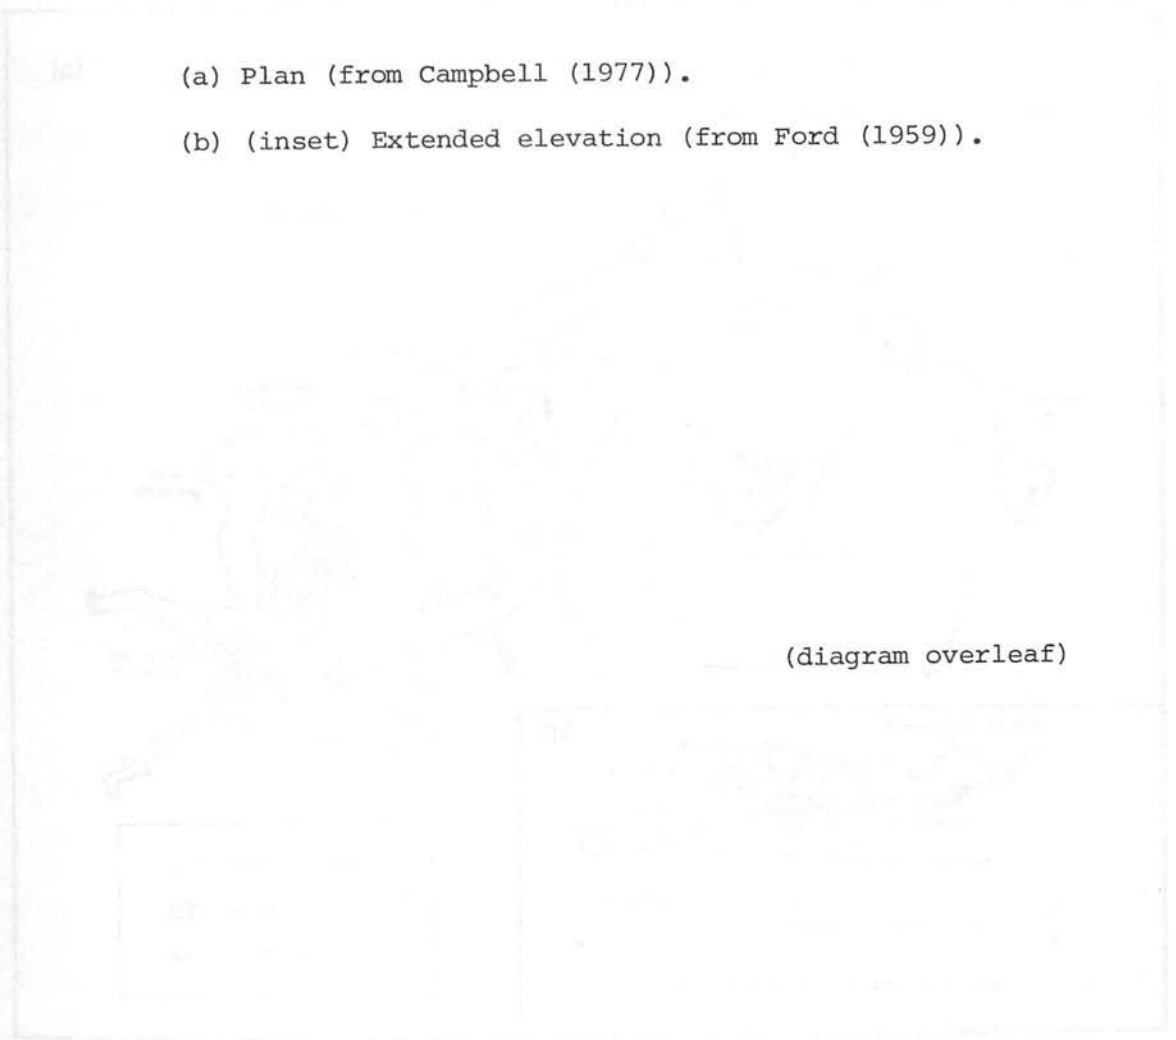 (a) Plan (from Campbell (1977)).
(b) (inset) Extended elevation (from Ford (1959)).
(diagram overleaf)